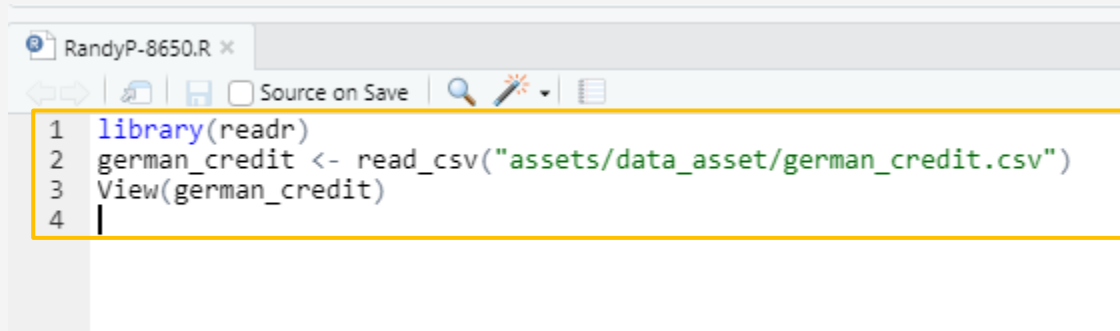 RandyP-8650.R
Source on Save
1 library(readr)
2 german_credit <- read_csv("assets/data_asset/german_credit.csv")
3 View(german_credit)
4